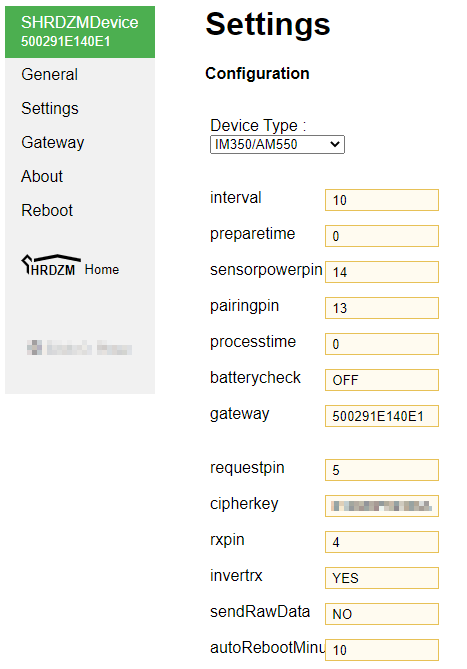 SHRDZMDevice
500291E140E1
General
Settings
Gateway
About
Reboot
HRDZM Home
Settings
Configuration
Device Type :
IM350/AM550
interval 10
preparetime 0
sensorpowerpin 14
pairingpin 13
processtime 0
batterycheck OFF
gateway 500291E140E1
requestpin 5
cipherkey
rxpin 4
invertrx YES
sendRawData NO
autoRebootMinu 10